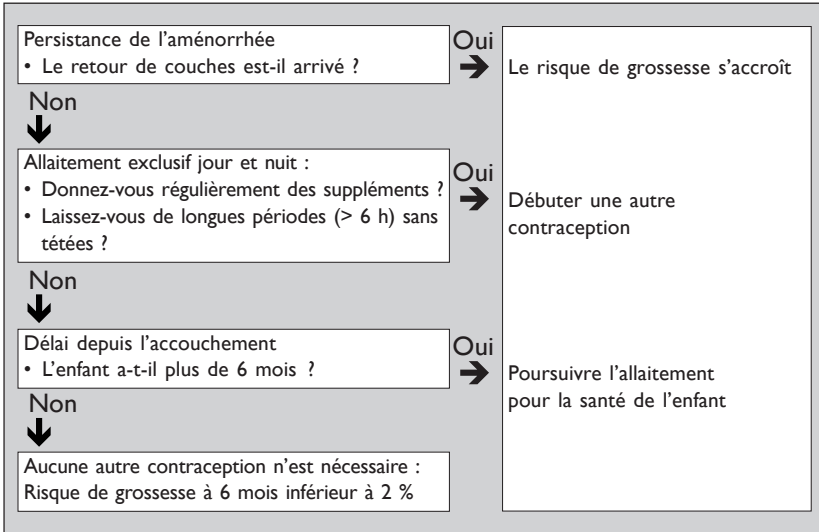 Persistance de l'aménorrhée
• Le retour de couches est-il arrivé ?
Oui
Le risque de grossesse s'accroît
Non
Allaitement exclusif jour et nuit :
• Donnez-vous régulièrement des suppléments ?
• Laissez-vous de longues périodes (> 6 h) sans
tétées ?
Oui
Débuter une autre
contraception
Non
Délai depuis l'accouchement
• L'enfant a-t-il plus de 6 mois ?
Oui
Poursuivre l'allaitement
pour la santé de l'enfant
Non
Aucune autre contraception n'est nécessaire :
Risque de grossesse à 6 mois inférieur à 2 %